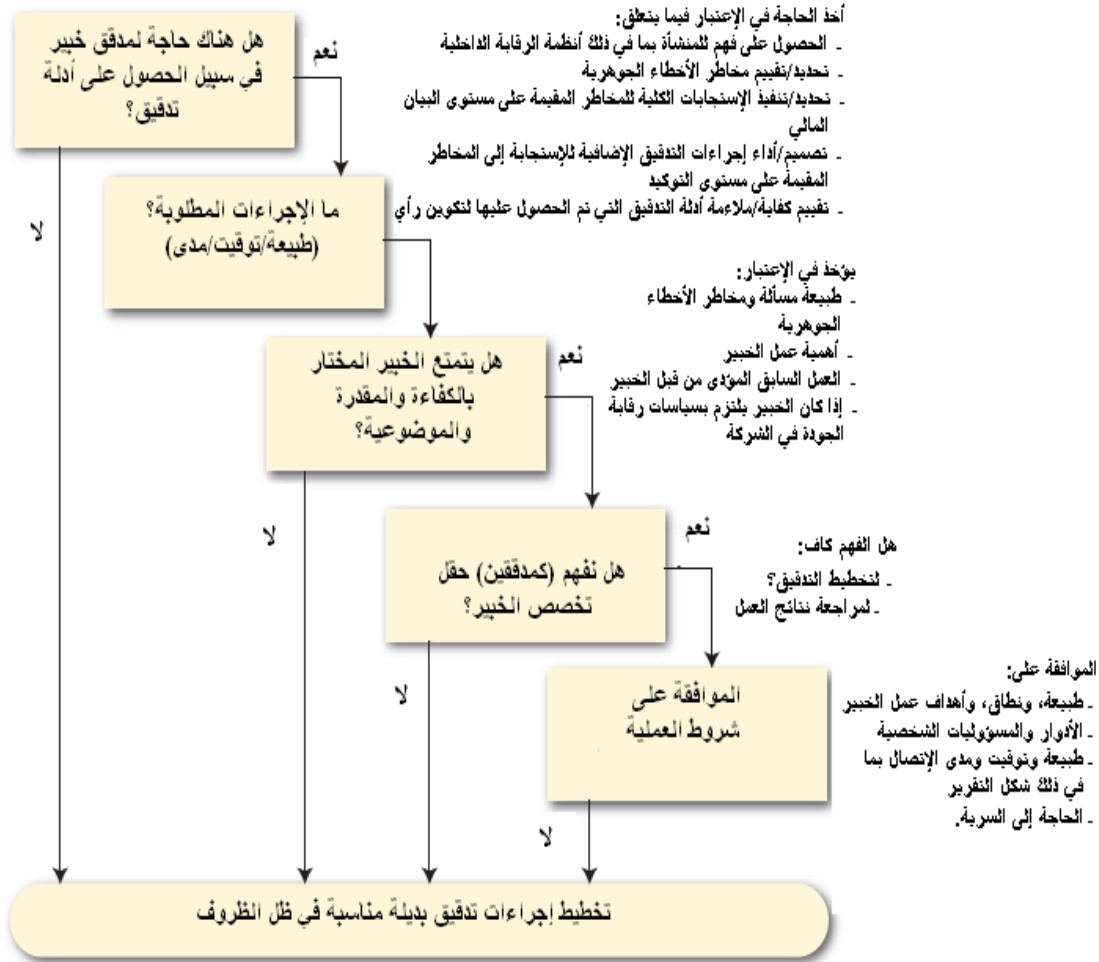 هل هناك حاجة لمدقق خبير
في سبيل الحصول على أدلة
تدقيق؟
نعم
لا
أخذ الحاجة في الإعتبار فيما يتعلق:
- الحصول على فهم للمنشأة بما في ذلك أنظمة الرقابة الداخلية
- تحديد/تقييم مخاطر الأخطاء الجوهرية
- تحديد/تنفيذ الإستجابات الكلية للمخاطر المقيمة على مستوى البيان
المالي
- تصميم/أداء إجراءات التدقيق الإضافية للإستجابة إلى المخاطر
المقيمة على مستوى التوكيد
- تقييم كفاية/ملاءمة أدلة التدقيق التي تم الحصول عليها لتكوين رأي
ما الإجراءات المطلوبة؟
(طبيعة/توقيت/مدى)
يؤخذ في الإعتبار:
- طبيعة مسألة ومخاطر الأخطاء
الجوهرية
- أهمية عمل الخبير
- العمل السابق المؤدى من قبل الخبير
- إذا كان الخبير يلتزم بسياسات رقابة
الجودة في الشركة
هل يتمتع الخبير المختار
بالكفاءة والمقدرة
والموضوعية؟
نعم
لا
هل نفهم (كمدققين) حقل
تخصص الخبير؟
نعم
لا
هل الفهم كاف:
- لتخطيط التدقيق؟
- لمراجعة نتائج العمل
الموافقة على
شروط العملية
لا
الموافقة على:
- طبيعة، ونطاق، وأهداف عمل الخبير
- الأدوار والمسؤوليات الشخصية
- طبيعة وتوقيت ومدى الإتصال بما
في ذلك شكل التقرير
- الحاجة إلى السرية.
تخطيط إجراءات تدقيق بديلة مناسبة في ظل الظروف